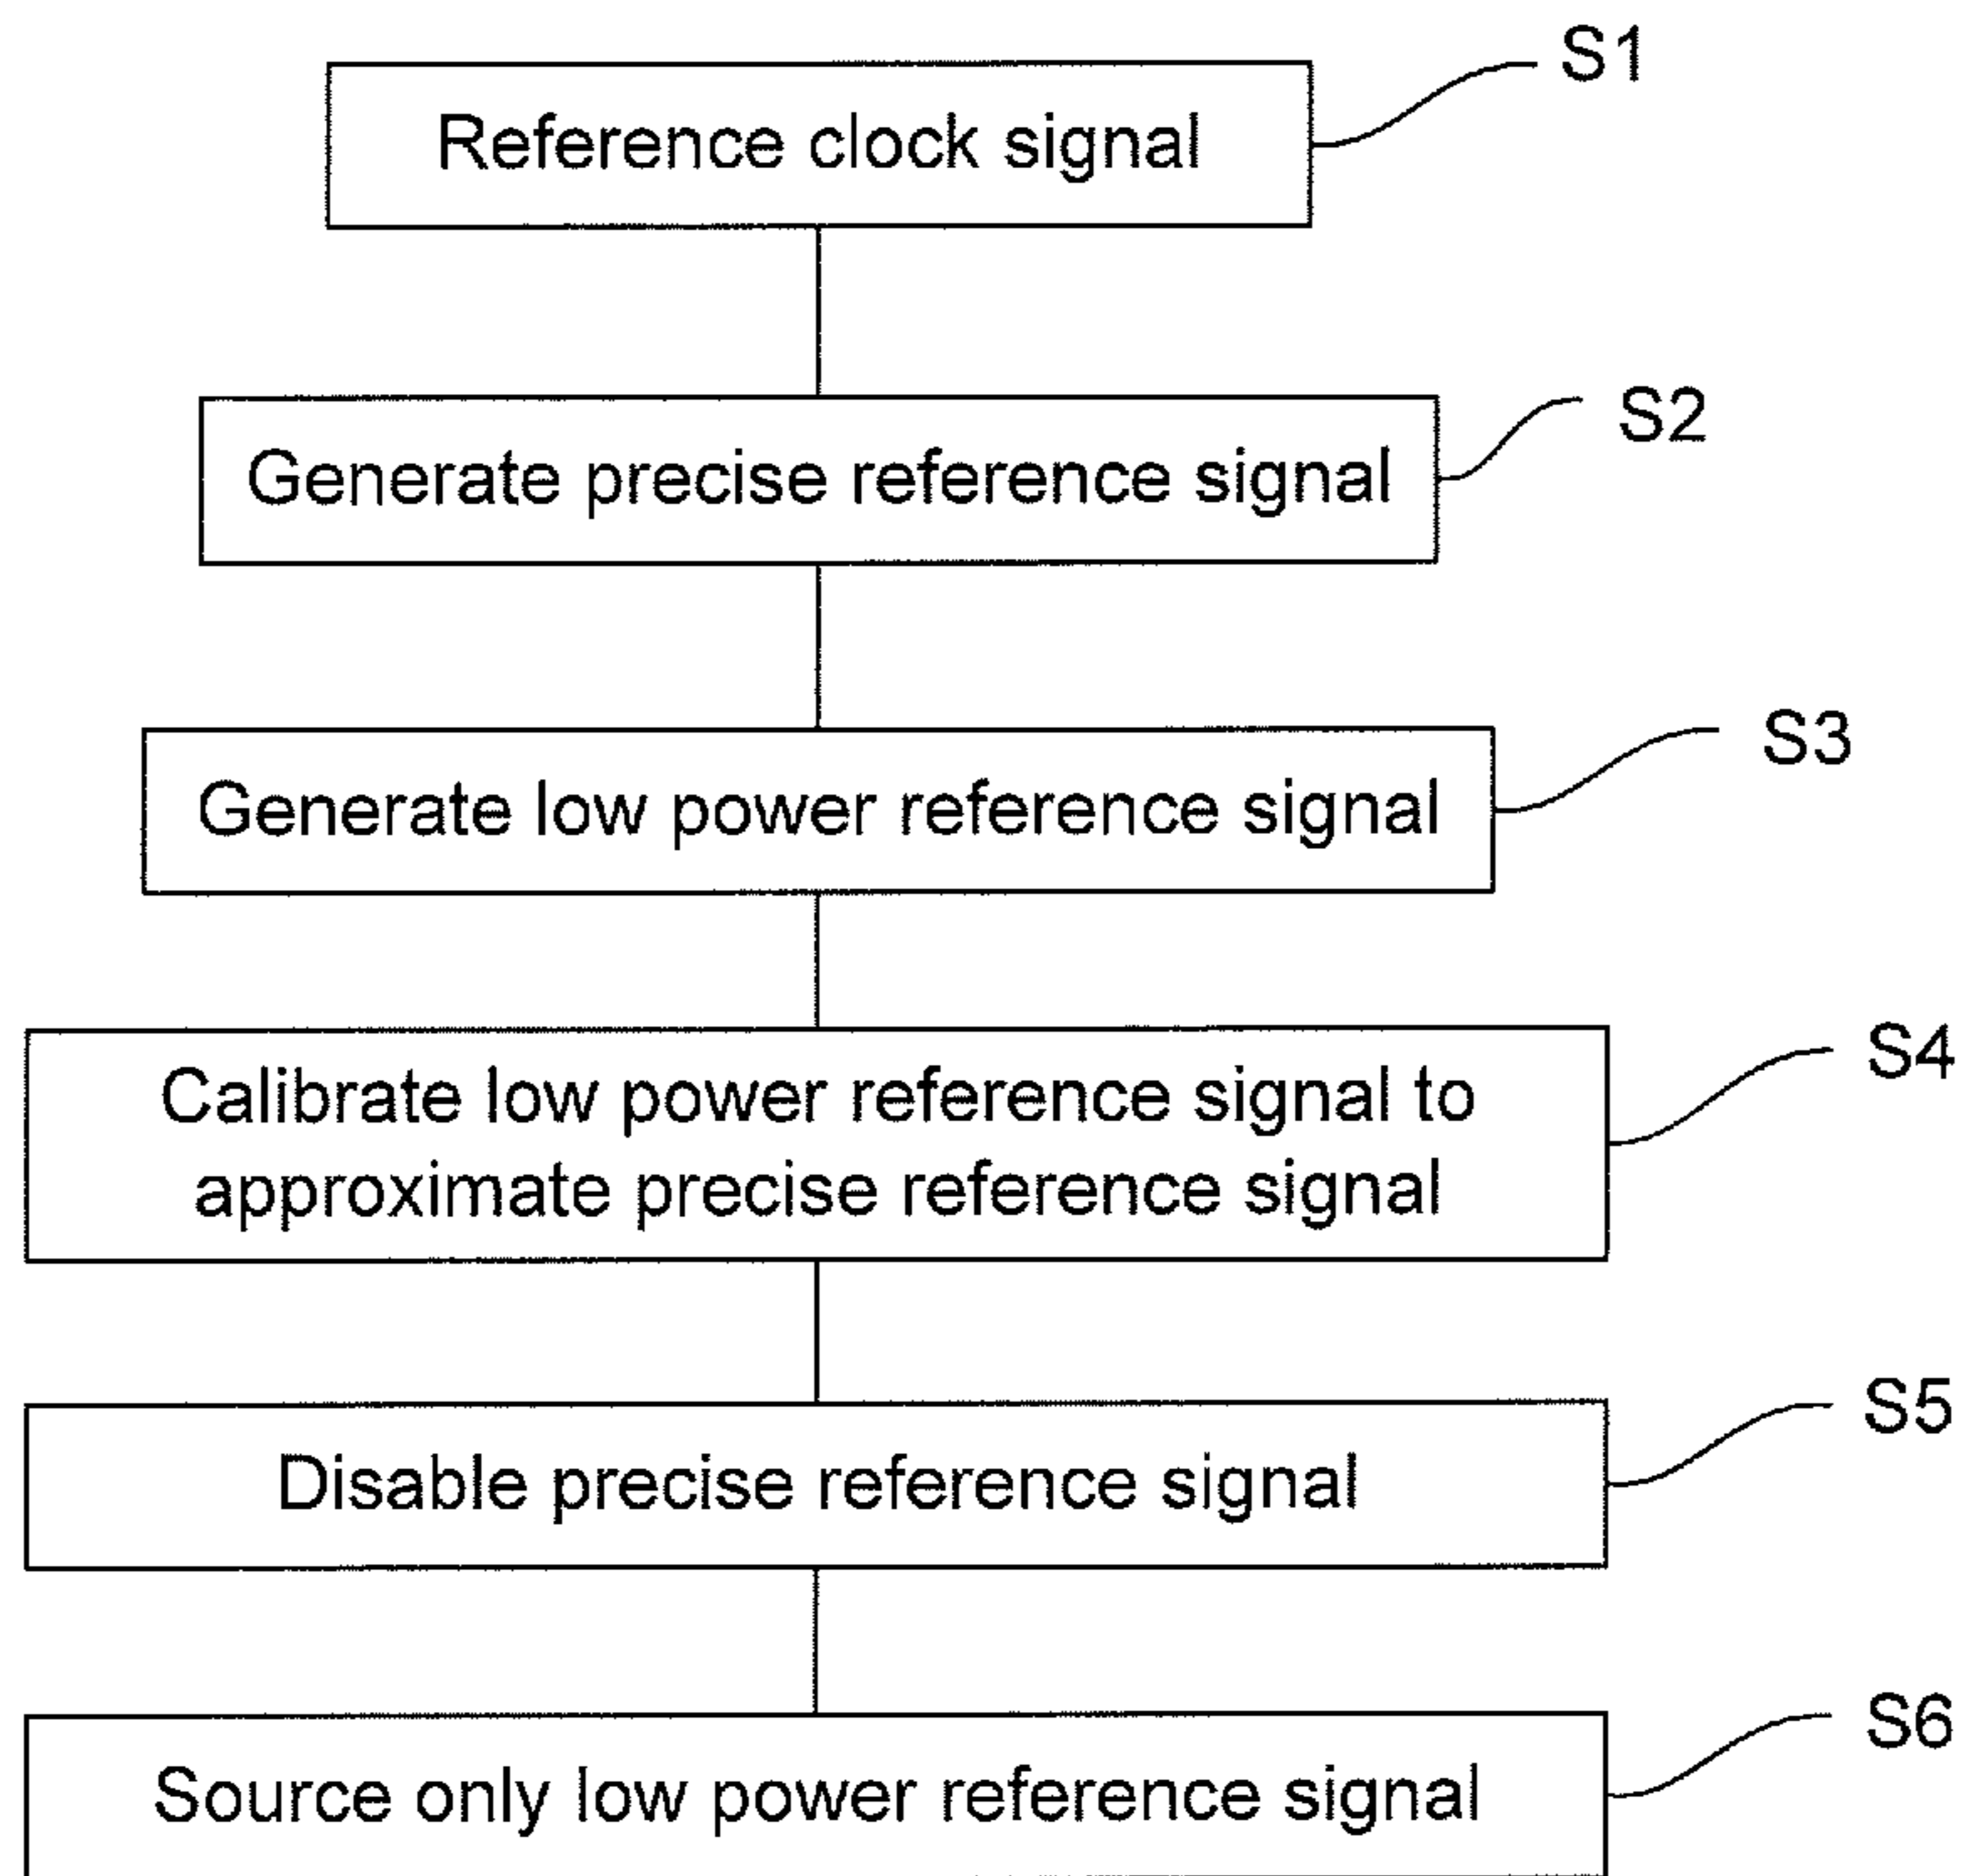 S1
Reference clock signal
S2
Generate precise reference signal
S3
Generate low power reference signal
S4
Calibrate low power reference signal to
approximate precise reference signal
S5
Disable precise reference signal
S6
Source only low power reference signal